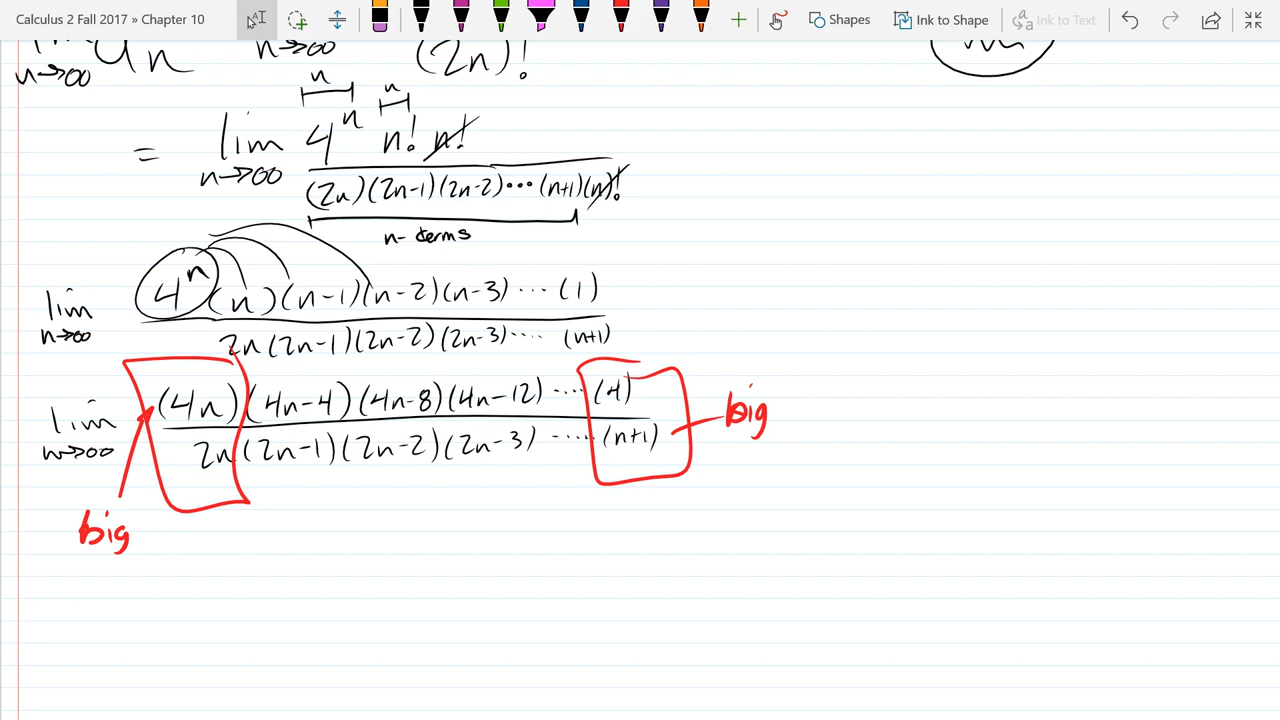 Calculus 2 Fall 2017 » Chapter 10
Shapes
Ink to Shape
Ink to Text
n→∞
n→∞ (2n)!
n n
= lim n→∞ 4^n n! n! / (2n)(2n-1)(2n-2)···(n+1)(n)!
n- terms
lim n→∞ 4^n (n)(n-1)(n-2)(n-3)···· (1) / 2n(2n-1)(2n-2)(2n-3)···· (n+1)
lim n→∞ (4n)(4n-4)(4n-8)(4n-12)···· (4) / 2n(2n-1)(2n-2)(2n-3) ····· (n+1)
big
big